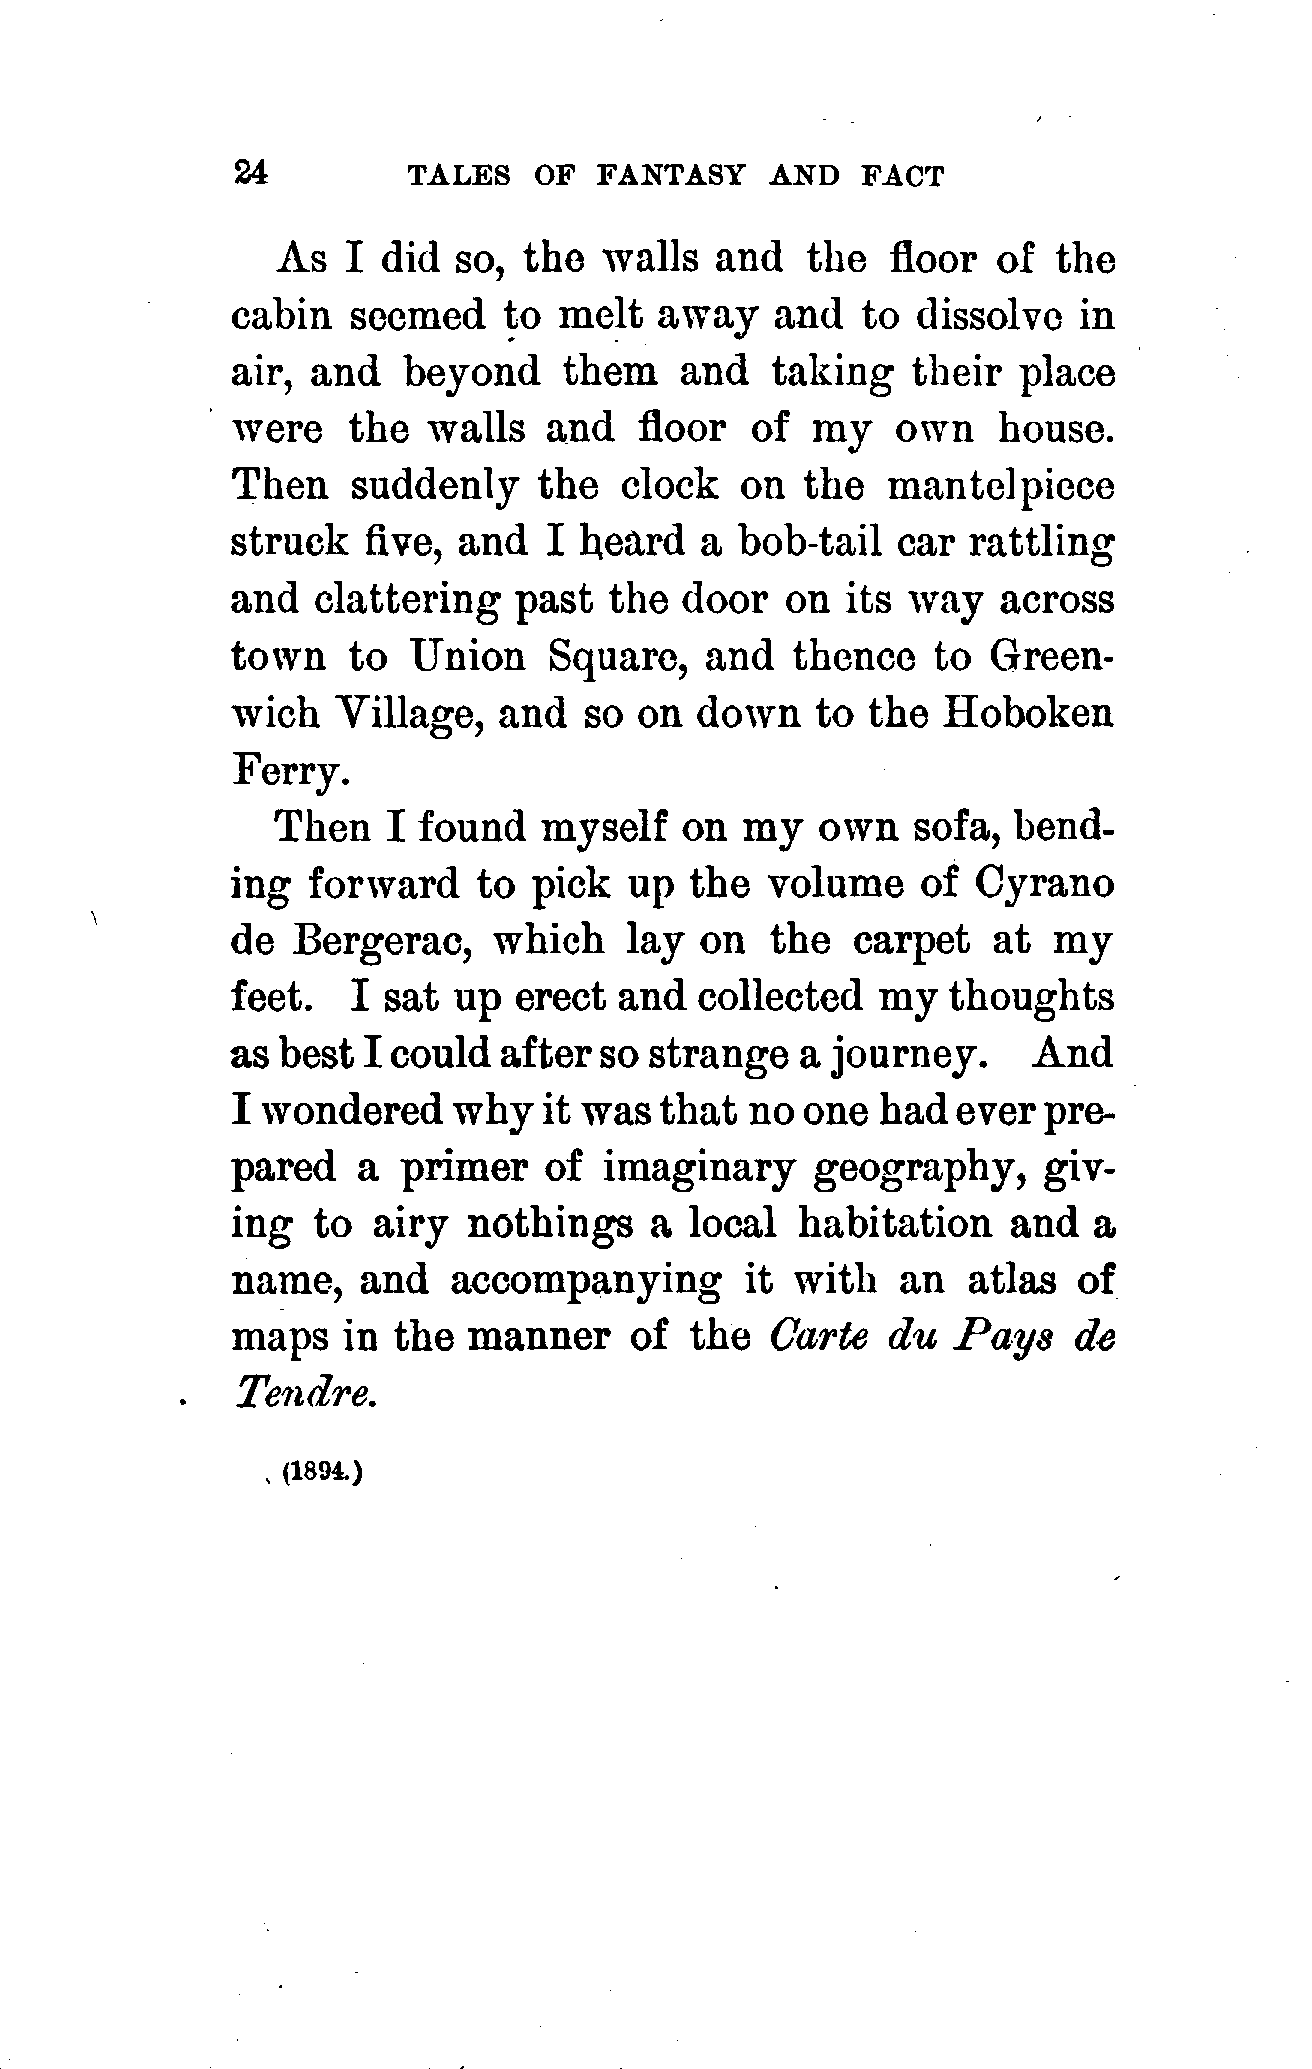 24 TALES OF FANTASY AND FACT
As I did so, the walls and the floor of the
cabin seemed to melt away and to dissolve in
air, and beyond them and taking their place
were the walls and floor of my own house.
Then suddenly the clock on the mantelpiece
struck five, and I heard a bob-tail car rattling
and clattering past the door on its way across
town to Union Square, and thence to Green-
wich Village, and so on down to the Hoboken
Ferry.
Then I found myself on my own sofa, bend-
ing forward to pick up the volume of Cyrano
de Bergerac, which lay on the carpet at my
feet. I sat up erect and collected my thoughts
as best I could after so strange a journey. And
I wondered why it was that no one had ever pre-
pared a primer of imaginary geography, giv-
ing to airy nothings a local habitation and a
name, and accompanying it with an atlas of
maps in the manner of the Carte du Pays de
Tendre.
(1894.)